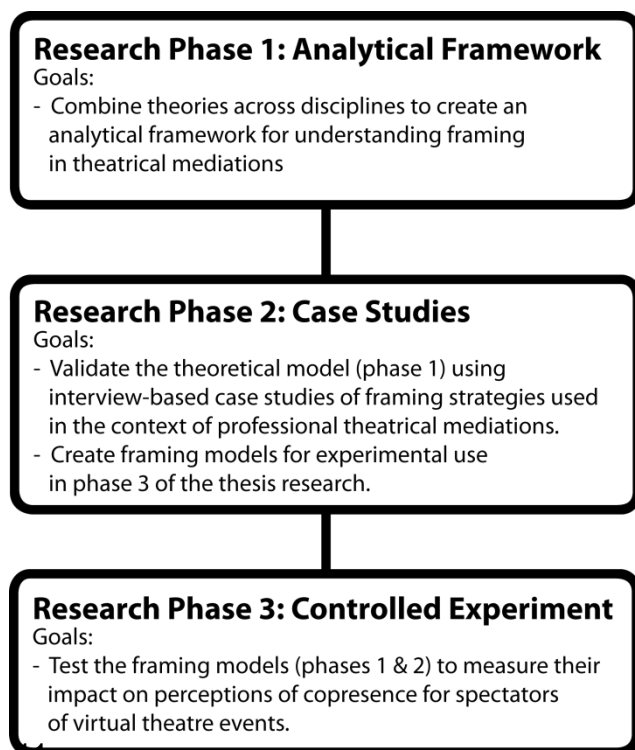 Research Phase 1: Analytical Framework
Goals:
- Combine theories across disciplines to create an
analytical framework for understanding framing
in theatrical mediations
Research Phase 2: Case Studies
Goals:
- Validate the theoretical model (phase 1) using
interview-based case studies of framing strategies used
in the context of professional theatrical mediations.
- Create framing models for experimental use
in phase 3 of the thesis research.
Research Phase 3: Controlled Experiment
Goals:
- Test the framing models (phases 1 & 2) to measure their
impact on perceptions of copresence for spectators
of virtual theatre events.